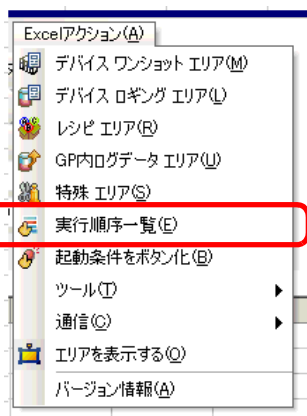 Excelアクション(A)
デバイス ワンショット エリア(M)
デバイス ロギング エリア(L)
レシピ エリア(R)
GP内ログデータ エリア(U)
特殊 エリア(S)
実行順序一覧(E)
起動条件をボタン化(B)
ツール(T)
通信(C)
エリアを表示する(O)
バージョン情報(A)